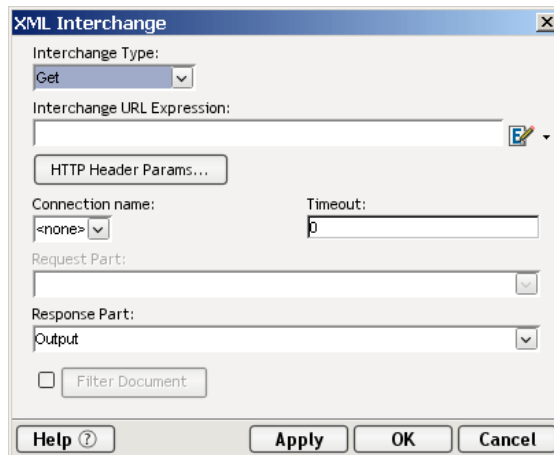 XML Interchange
Interchange Type:
Get
Interchange URL Expression:
HTTP Header Params...
Connection name: Timeout:
<none> 0
Request Part:
Response Part:
Output
Filter Document
Help ? Apply OK Cancel